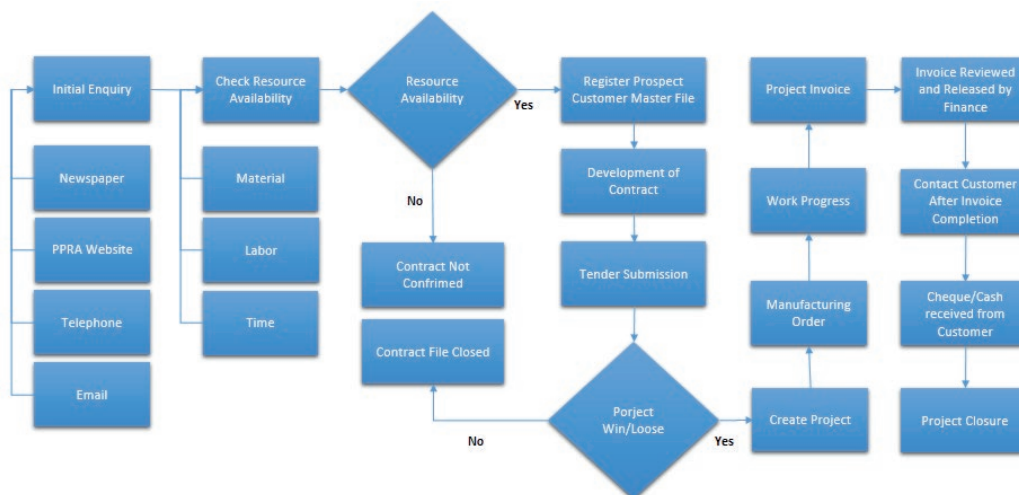 Initial Enquiry
Newspaper
PPRA Website
Telephone
Email
Check Resource
Availability
Material
Labor
Time
Resource
Availability
Yes
No
Contract Not
Confrimed
Contract File Closed
Register Prospect
Customer Master File
Development of
Contract
Tender Submission
Porject
Win/Loose
No
Yes
Create Project
Manufacturing
Order
Work Progress
Project Invoice
Invoice Reviewed
and Released by
Finance
Contact Customer
After Invoice
Completion
Cheque/Cash
received from
Customer
Project Closure